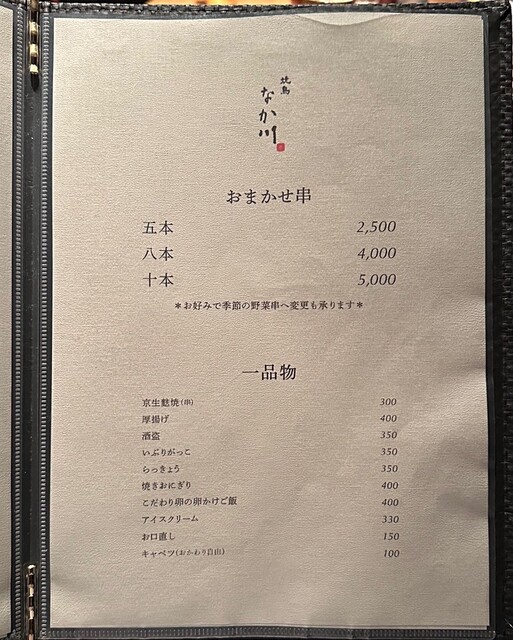 焼鳥
なか川
おまかせ串
五本 2,500
八本 4,000
十本 5,000
＊お好みで季節の野菜串へ変更も承ります＊
一品物
京生麩焼(串) 300
厚揚げ 400
酒盗 350
いぶりがっこ 350
らっきょう 350
焼きおにぎり 400
こだわり卵の卵かけご飯 400
アイスクリーム 330
お口直し 150
キャベツ(おかわり自由) 100